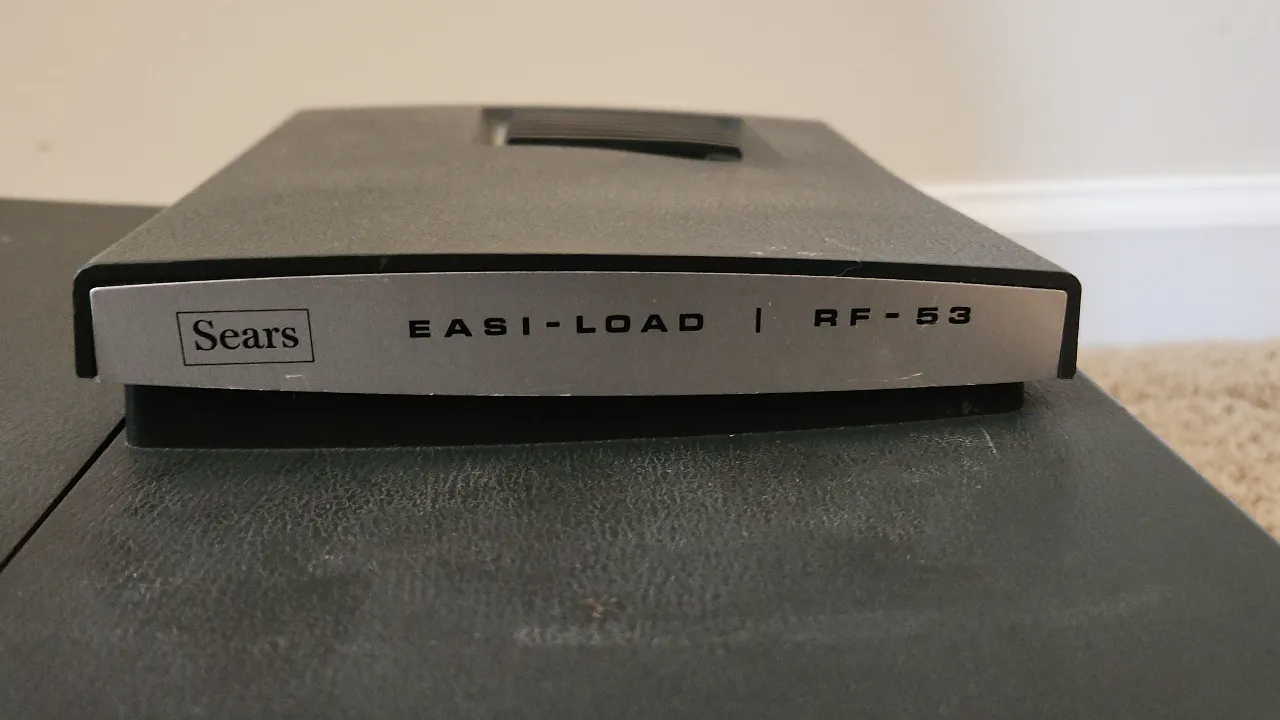 Sears EASI-LOAD | RF-53